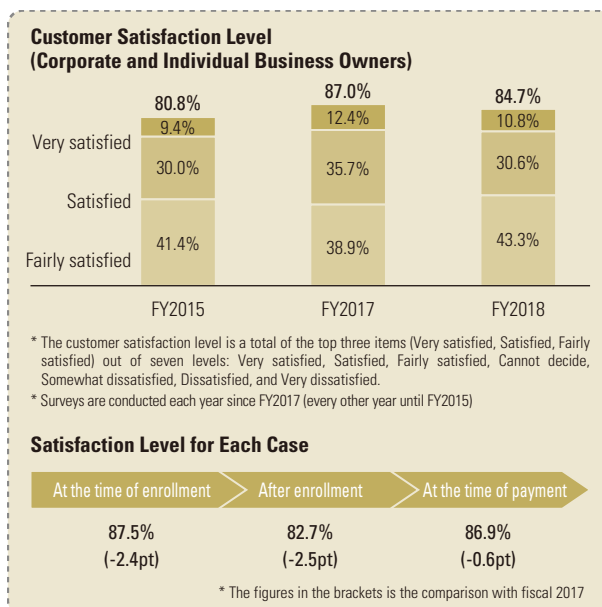 Customer Satisfaction Level
(Corporate and Individual Business Owners)
80.8%
87.0%
84.7%
Very satisfied
9.4%
12.4%
10.8%
Satisfied
30.0%
35.7%
30.6%
Fairly satisfied
41.4%
38.9%
43.3%
FY2015
FY2017
FY2018
* The customer satisfaction level is a total of the top three items (Very satisfied, Satisfied, Fairly
satisfied) out of seven levels: Very satisfied, Satisfied, Fairly satisfied, Cannot decide,
Somewhat dissatisfied, Dissatisfied, and Very dissatisfied.
* Surveys are conducted each year since FY2017 (every other year until FY2015)
Satisfaction Level for Each Case
At the time of enrollment
After enrollment
At the time of payment
87.5%
(-2.4pt)
82.7%
(-2.5pt)
86.9%
(-0.6pt)
* The figures in the brackets is the comparison with fiscal 2017